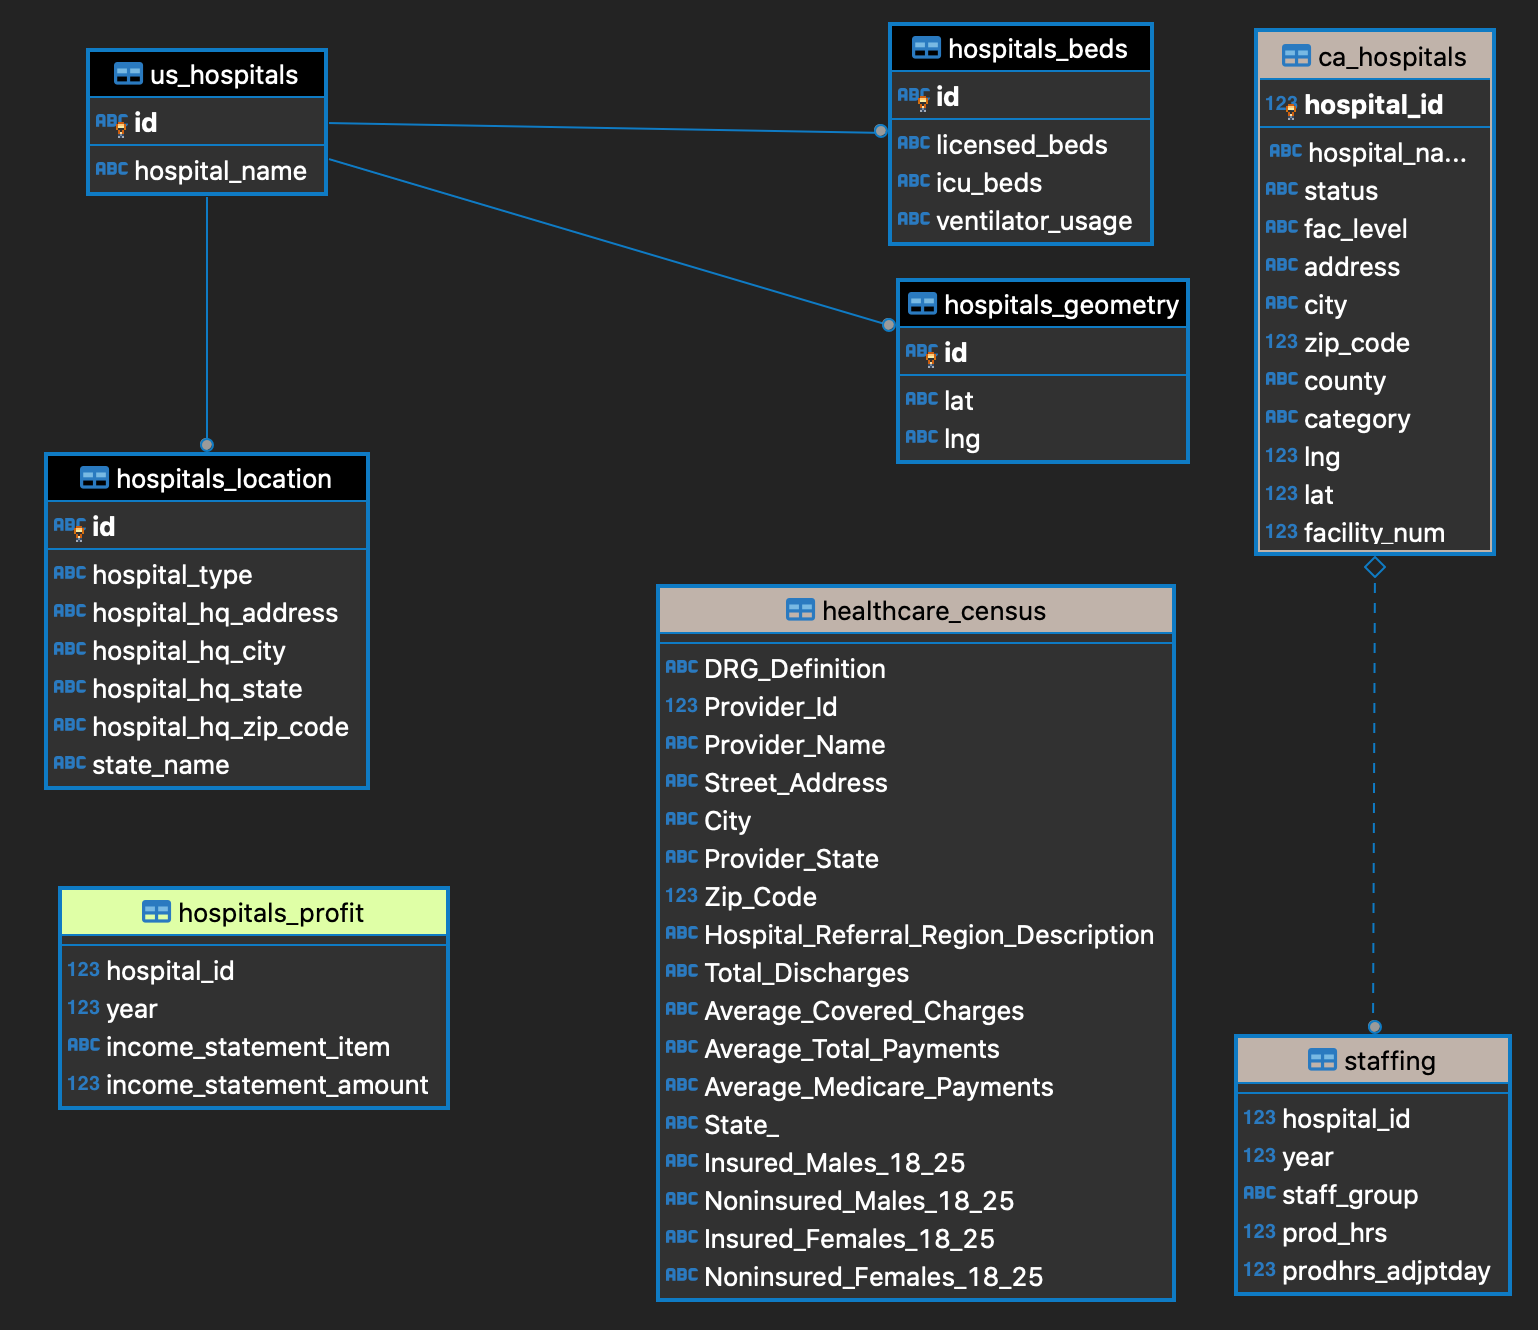 us_hospitals
ABC id
ABC hospital_name
hospitals_beds
ABC id
ABC licensed_beds
ABC icu_beds
ABC ventilator_usage
ca_hospitals
123 hospital_id
ABC hospital_na...
ABC status
ABC fac_level
ABC address
ABC city
123 zip_code
ABC county
ABC category
123 lng
123 lat
123 facility_num
hospitals_geometry
ABC id
ABC lat
ABC lng
hospitals_location
ABC id
ABC hospital_type
ABC hospital_hq_address
ABC hospital_hq_city
ABC hospital_hq_state
ABC hospital_hq_zip_code
ABC state_name
healthcare_census
ABC DRG_Definition
123 Provider_Id
ABC Provider_Name
ABC Street_Address
ABC City
ABC Provider_State
123 Zip_Code
ABC Hospital_Referral_Region_Description
ABC Total_Discharges
ABC Average_Covered_Charges
ABC Average_Total_Payments
ABC Average_Medicare_Payments
ABC State_
ABC Insured_Males_18_25
ABC Noninsured_Males_18_25
ABC Insured_Females_18_25
ABC Noninsured_Females_18_25
hospitals_profit
123 hospital_id
123 year
ABC income_statement_item
123 income_statement_amount
staffing
123 hospital_id
123 year
ABC staff_group
123 prod_hrs
123 prodhrs_adjptday